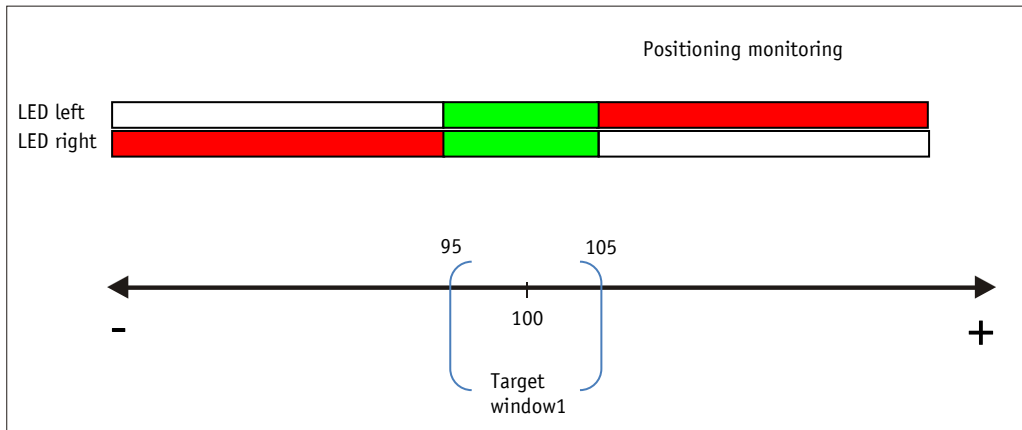 Positioning monitoring
LED left
LED right
95 105
100
- +
Target
window1